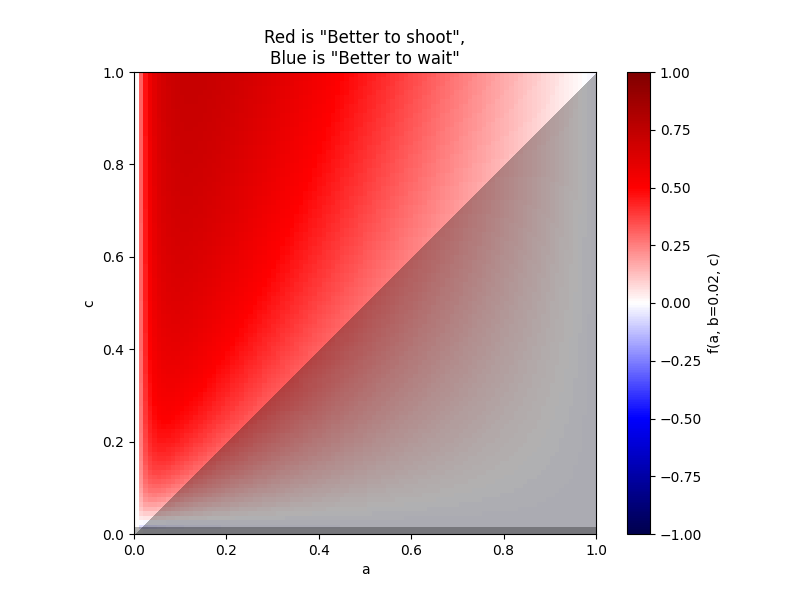 Red is "Better to shoot",
Blue is "Better to wait"
1.0
0.8
0.6
0.4
0.2
0.0
c
0.0 0.2 0.4 0.6 0.8 1.0
a
1.00
0.75
0.50
0.25
0.00
−0.25
−0.50
−0.75
−1.00
f(a, b=0.02, c)